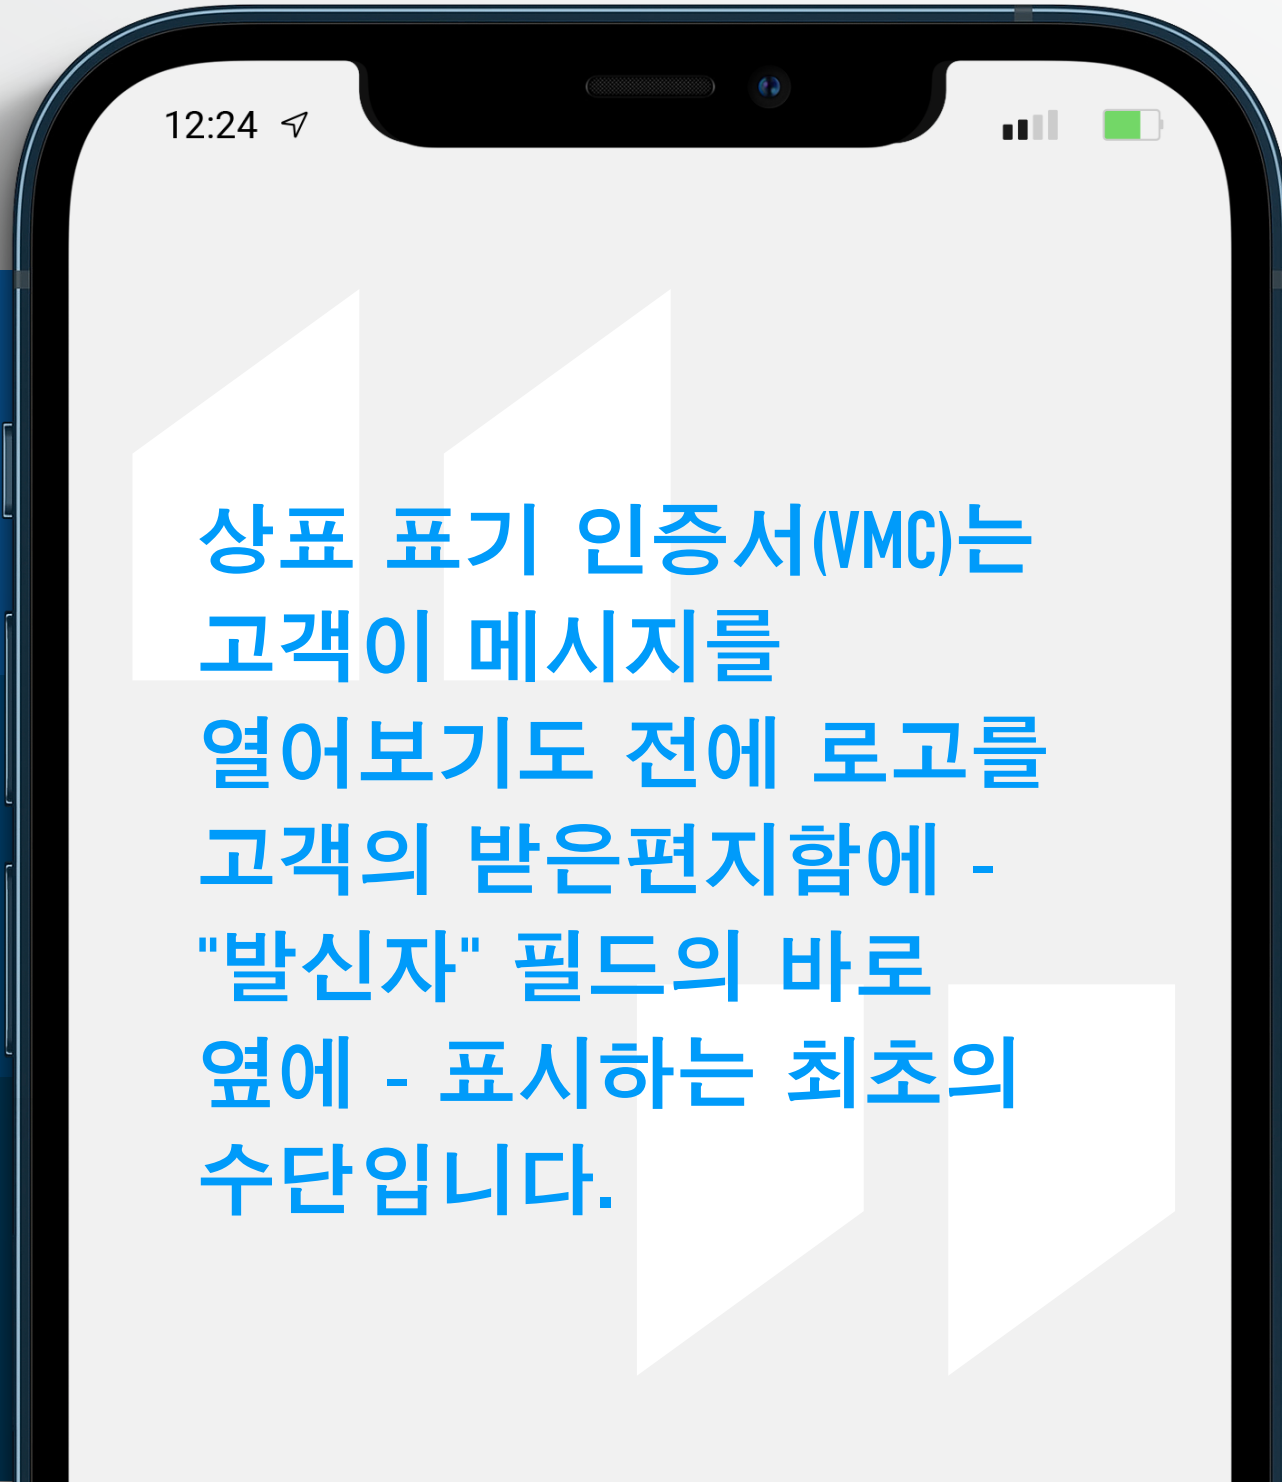 12:24
상표 표기 인증서(VMC)는
고객이 메시지를
열어보기도 전에 로고를
고객의 받은편지함에 -
"발신자" 필드의 바로
옆에 - 표시하는 최초의
수단입니다.